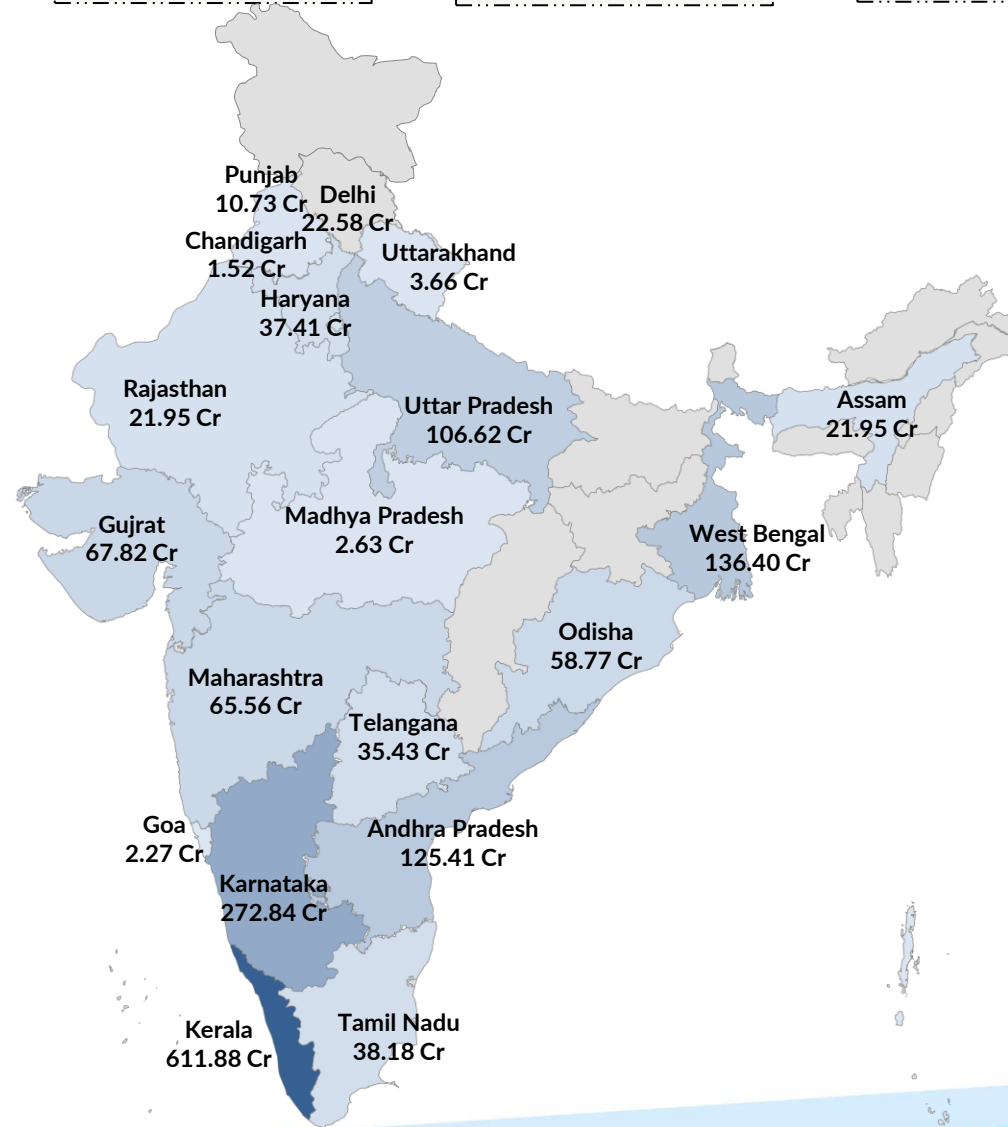 Punjab
10.73 Cr
Delhi
22.58 Cr
Chandigarh
1.52 Cr
Uttarakhand
3.66 Cr
Haryana
37.41 Cr
Rajasthan
21.95 Cr
Uttar Pradesh
106.62 Cr
Assam
21.95 Cr
Gujrat
67.82 Cr
Madhya Pradesh
2.63 Cr
West Bengal
136.40 Cr
Odisha
58.77 Cr
Maharashtra
65.56 Cr
Telangana
35.43 Cr
Goa
2.27 Cr
Andhra Pradesh
125.41 Cr
Karnataka
272.84 Cr
Kerala
611.88 Cr
Tamil Nadu
38.18 Cr